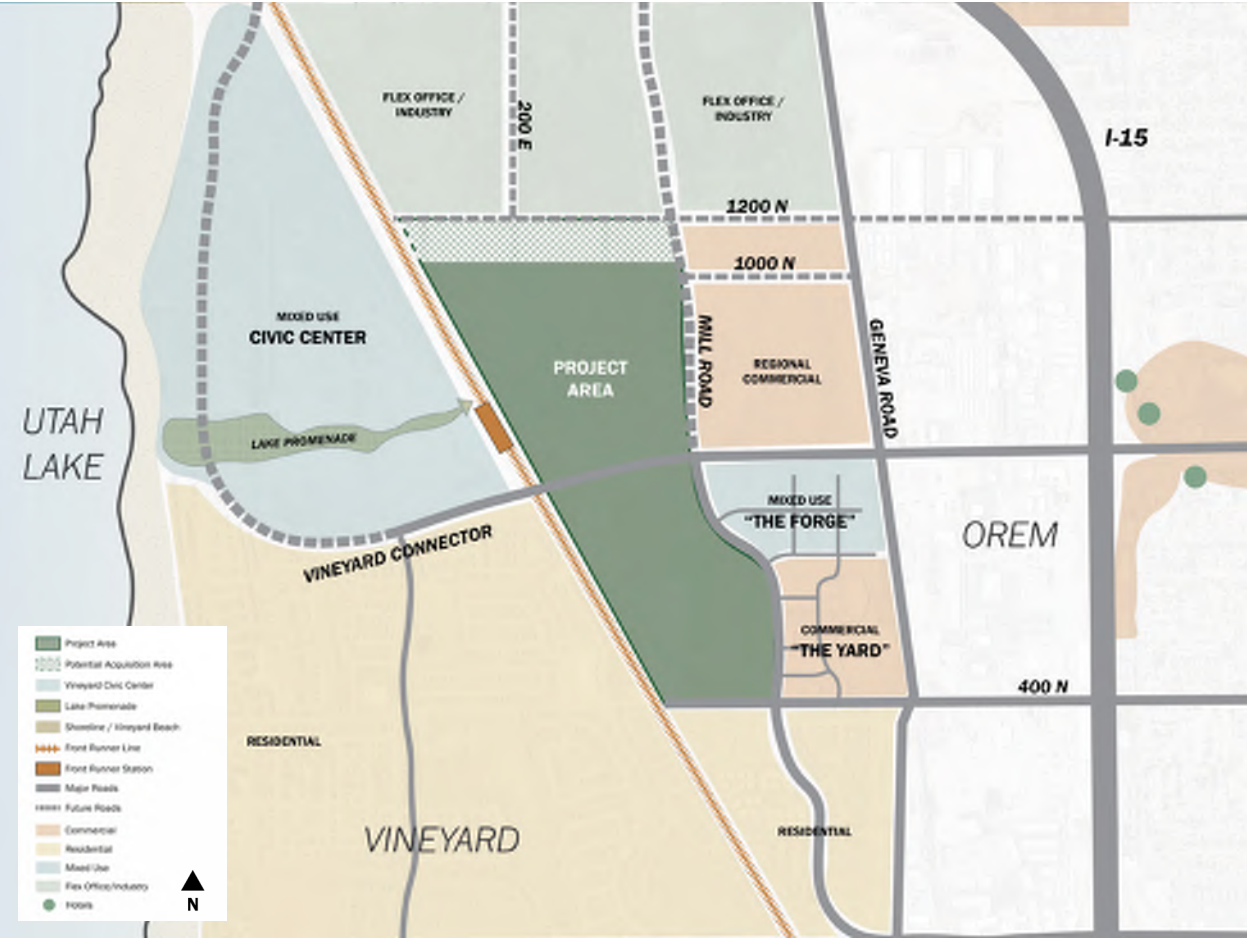 FLEX OFFICE /
INDUSTRY
200 E
FLEX OFFICE /
INDUSTRY
I-15
1200 N
1000 N
MIXED USE
CIVIC CENTER
PROJECT
AREA
MILL ROAD
REGIONAL
COMMERCIAL
GENEVA ROAD
UTAH
LAKE
LAKE PROMENADE
MIXED USE
"THE FORGE"
OREM
VINEYARD CONNECTOR
COMMERCIAL
"THE YARD"
400 N
RESIDENTIAL
VINEYARD
RESIDENTIAL
Project Area
Potential Acquisition Area
Vineyard Civic Center
Lake Promenade
Shoreline / Vineyard Beach
Front Runner Line
Front Runner Station
Major Roads
Future Roads
Commercial
Residential
Mixed Use
Flex Office/Industry
Hotels
N